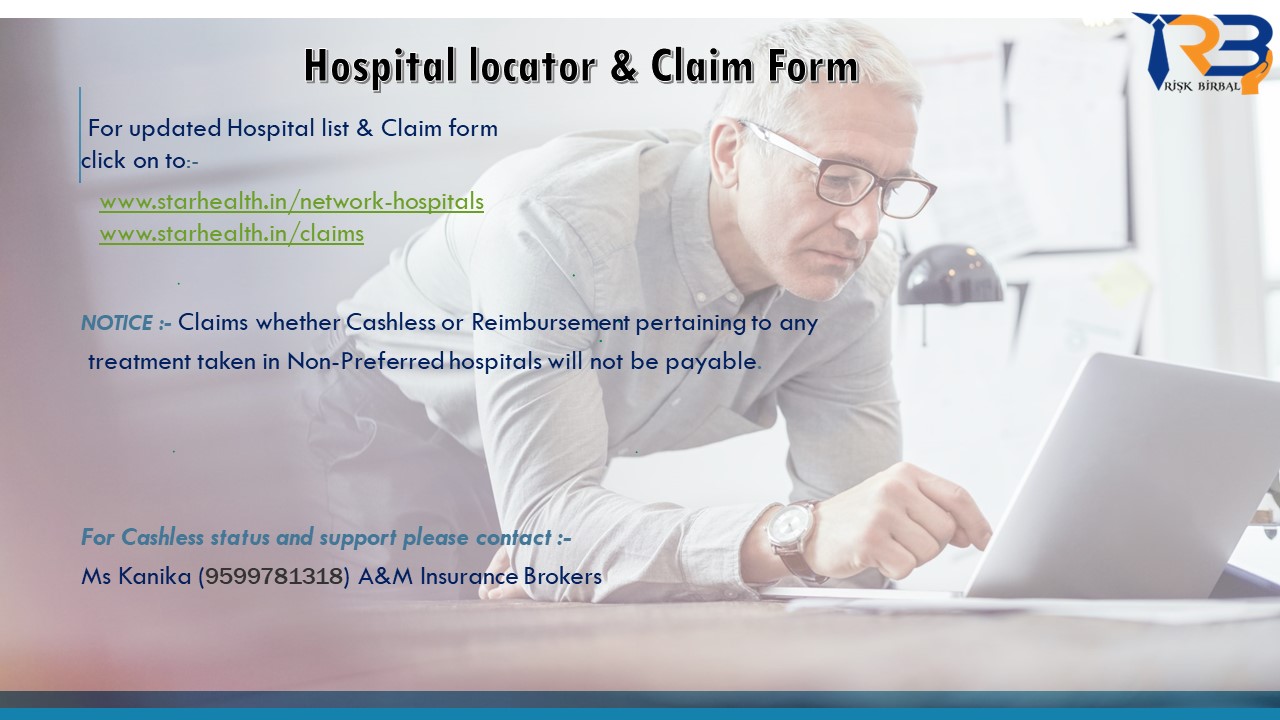 Hospital locator & Claim Form
RISK BIRBAL
For updated Hospital list & Claim form
click on to:-
www.starhealth.in/network-hospitals
www.starhealth.in/claims
NOTICE :- Claims whether Cashless or Reimbursement pertaining to any
treatment taken in Non-Preferred hospitals will not be payable.
For Cashless status and support please contact :-
Ms Kanika (9599781318) A&M Insurance Brokers